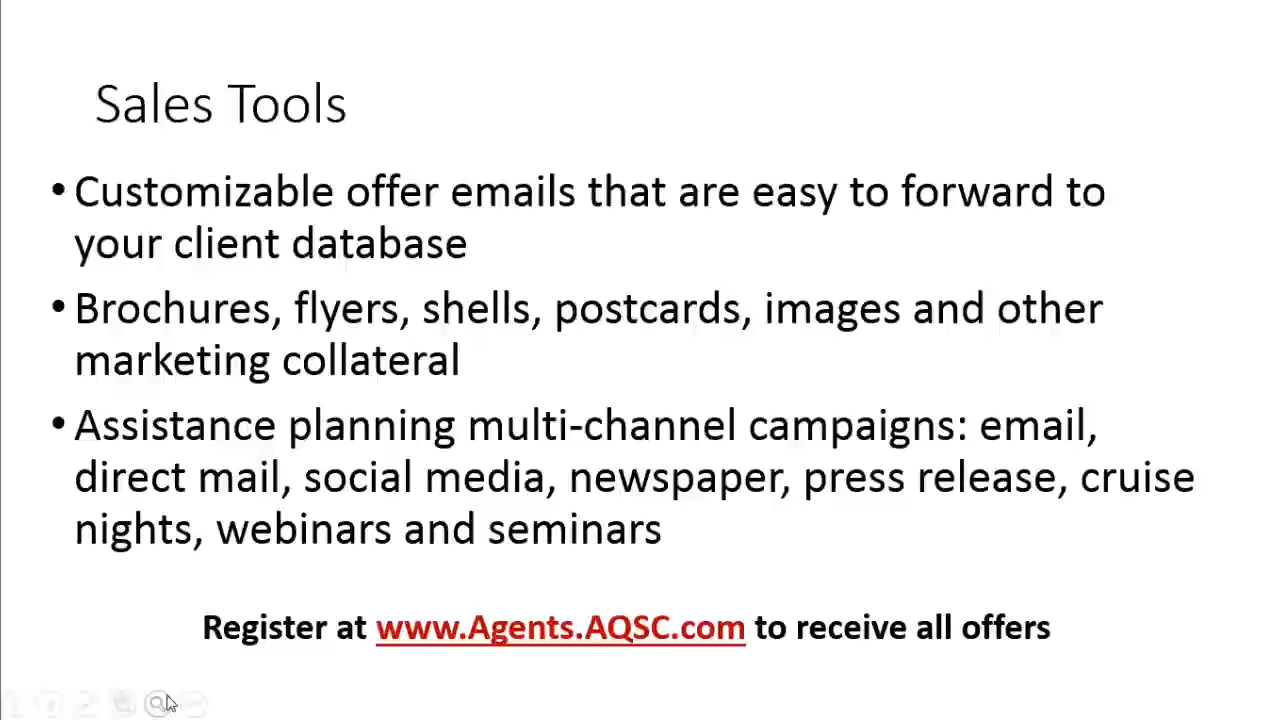 Sales Tools
• Customizable offer emails that are easy to forward to
your client database
• Brochures, flyers, shells, postcards, images and other
marketing collateral
• Assistance planning multi-channel campaigns: email,
direct mail, social media, newspaper, press release, cruise
nights, webinars and seminars
Register at www.Agents.AQSC.com to receive all offers